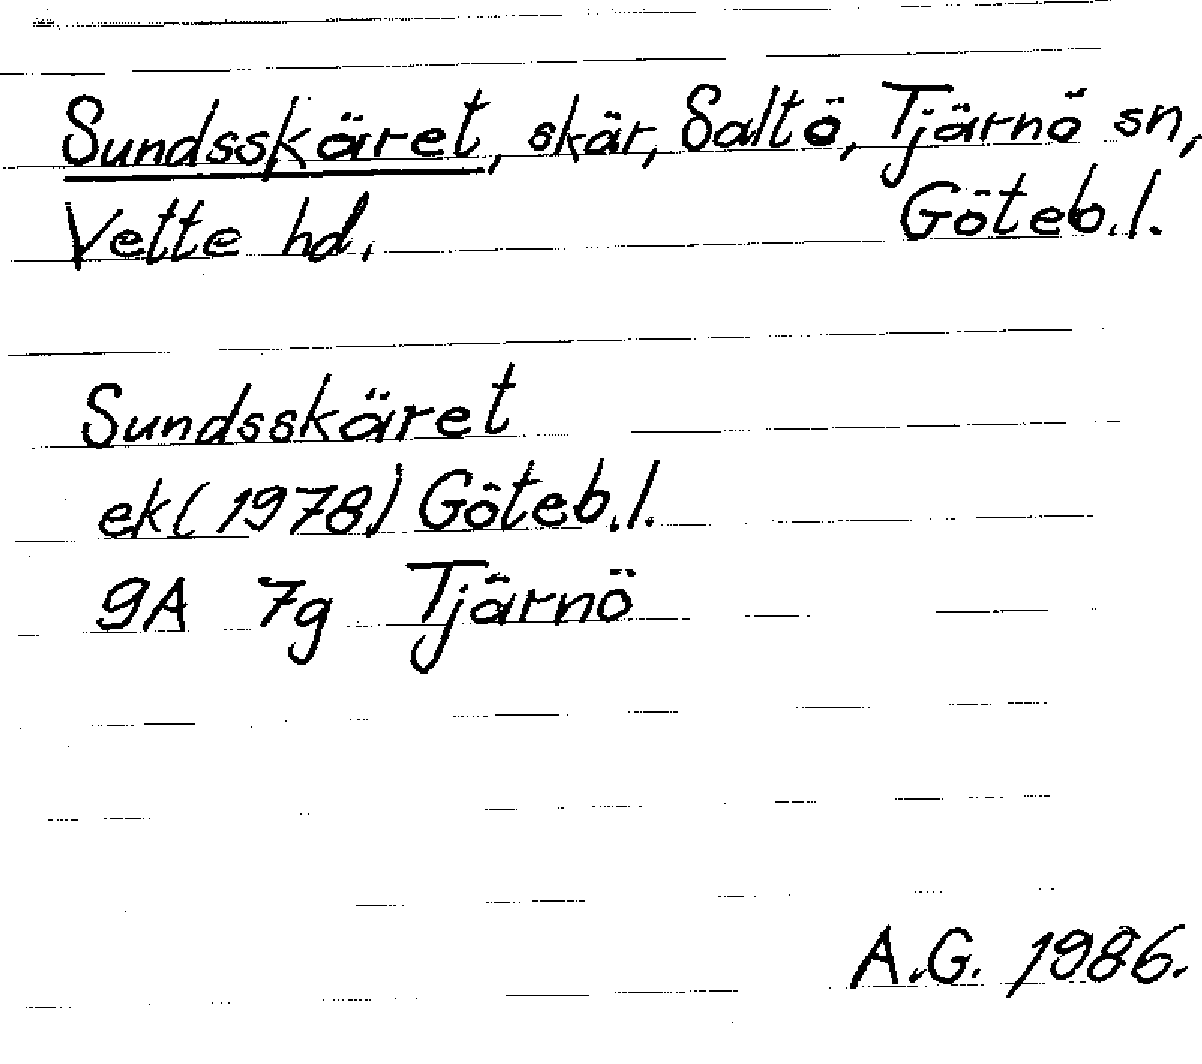 Sundsskäret, skär, Saltö, Tjärnö sn,
Vette hd. Göteb.l.
Sundsskäret
ek(1978) Göteb.l.
9A 7g Tjärnö
A.G. 1986.